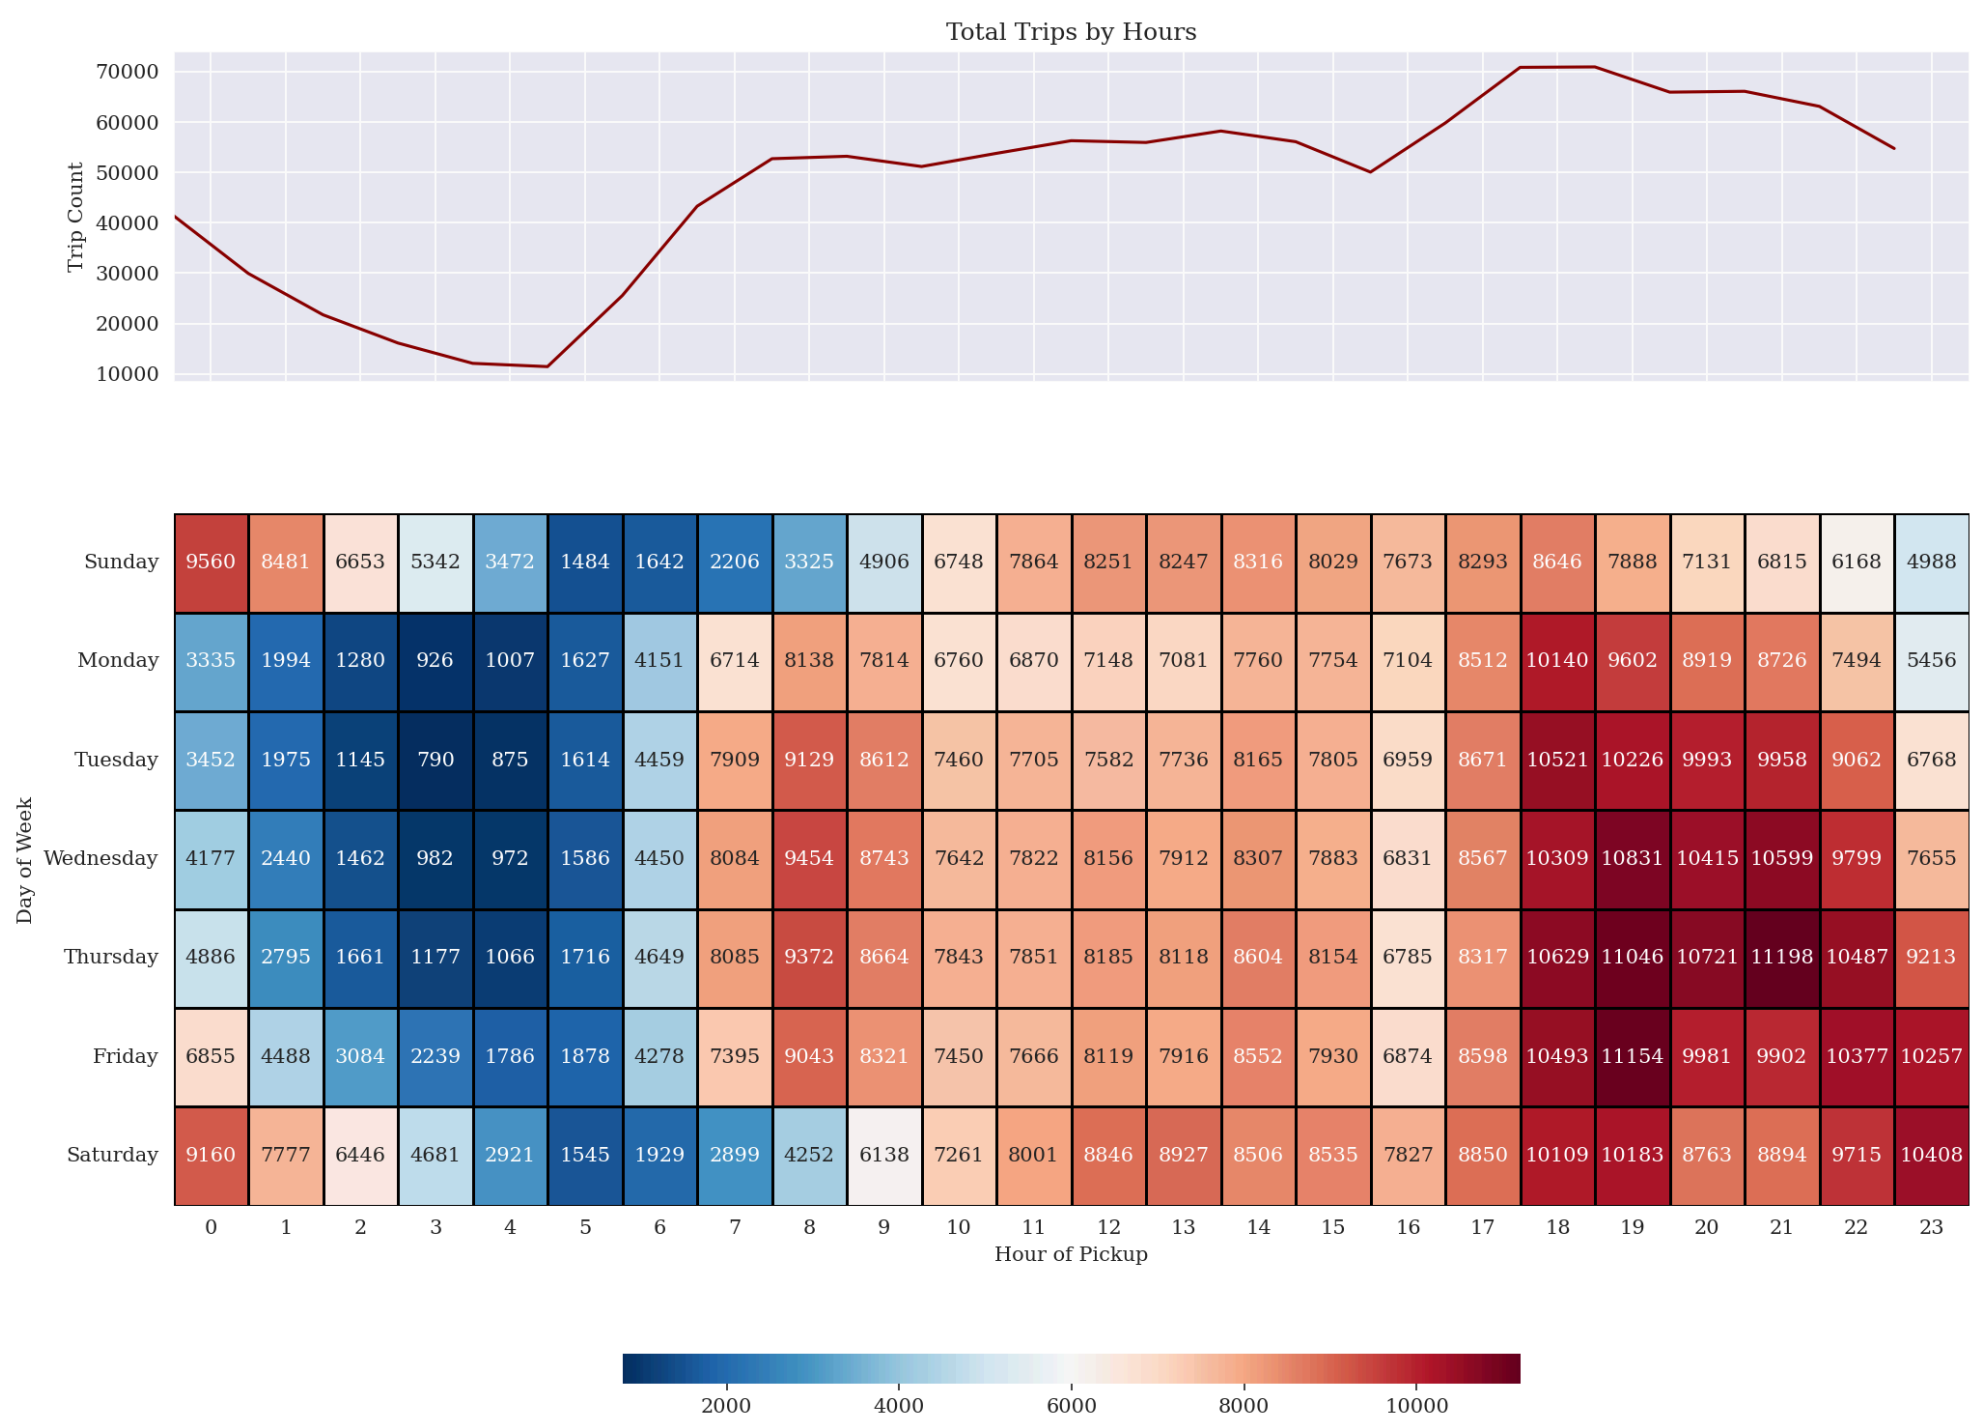 Total Trips by Hours
70000
60000
50000
40000
30000
20000
10000
Trip Count
Sunday 9560 8481 6653 5342 3472 1484 1642 2206 3325 4906 6748 7864 8251 8247 8316 8029 7673 8293 8646 7888 7131 6815 6168 4988
Monday 3335 1994 1280 926 1007 1627 4151 6714 8138 7814 6760 6870 7148 7081 7760 7754 7104 8512 10140 9602 8919 8726 7494 5456
Tuesday 3452 1975 1145 790 875 1614 4459 7909 9129 8612 7460 7705 7582 7736 8165 7805 6959 8671 10521 10226 9993 9958 9062 6768
Wednesday 4177 2440 1462 982 972 1586 4450 8084 9454 8743 7642 7822 8156 7912 8307 7883 6831 8567 10309 10831 10415 10599 9799 7655
Thursday 4886 2795 1661 1177 1066 1716 4649 8085 9372 8664 7843 7851 8185 8118 8604 8154 6785 8317 10629 11046 10721 11198 10487 9213
Friday 6855 4488 3084 2239 1786 1878 4278 7395 9043 8321 7450 7666 8119 7916 8552 7930 6874 8598 10493 11154 9981 9902 10377 10257
Saturday 9160 7777 6446 4681 2921 1545 1929 2899 4252 6138 7261 8001 8846 8927 8506 8535 7827 8850 10109 10183 8763 8894 9715 10408
Day of Week
0 1 2 3 4 5 6 7 8 9 10 11 12 13 14 15 16 17 18 19 20 21 22 23
Hour of Pickup
2000 4000 6000 8000 10000